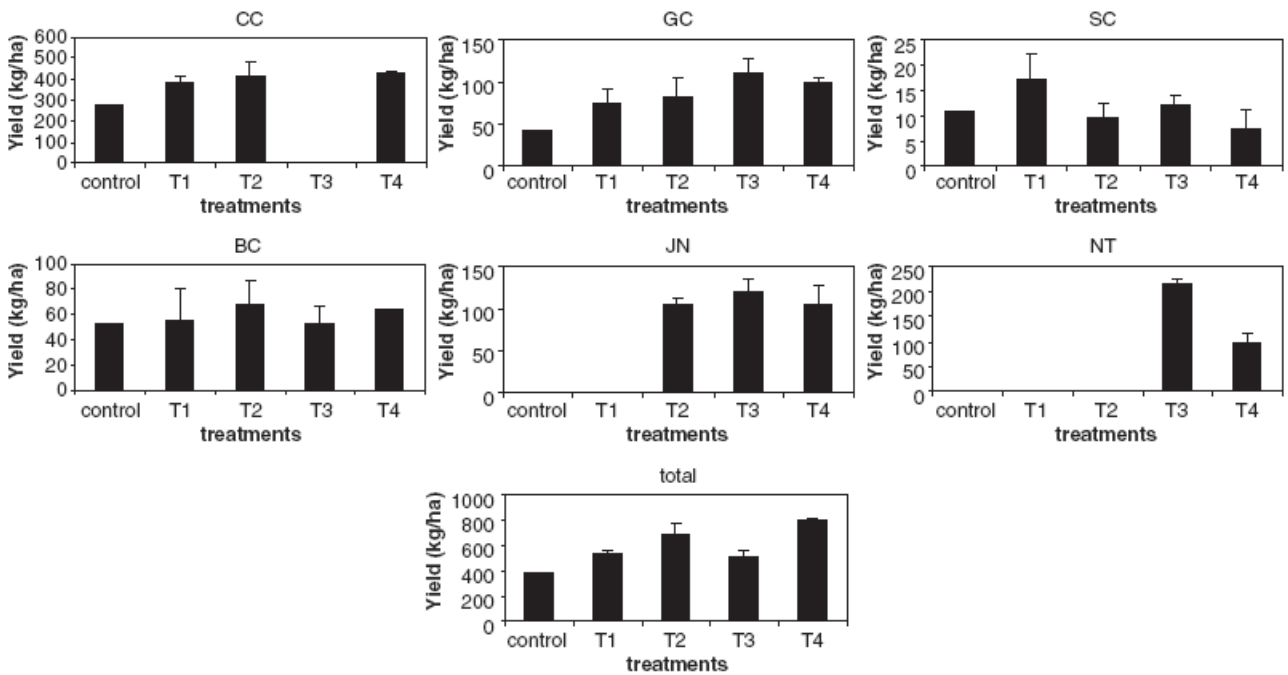 CC
Yield (kg/ha)
600
500
400
300
200
100
0
control T1 T2 T3 T4
treatments
GC
Yield (kg/ha)
150
100
50
0
control T1 T2 T3 T4
treatments
SC
Yield (kg/ha)
25
20
15
10
5
0
control T1 T2 T3 T4
treatments
BC
Yield (kg/ha)
100
80
60
40
20
0
control T1 T2 T3 T4
treatments
JN
Yield (kg/ha)
150
100
50
0
control T1 T2 T3 T4
treatments
NT
Yield (kg/ha)
250
200
150
100
50
0
control T1 T2 T3 T4
treatments
total
Yield (kg/ha)
1000
800
600
400
200
0
control T1 T2 T3 T4
treatments